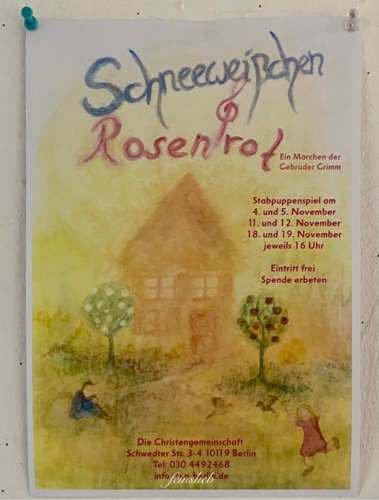 Schneeweißchen
&
Rosenrot
Ein Märchen der
Gebrüder Grimm
Stabpuppenspiel am
4. und 5. November
11. und 12. November
18. und 19. November
jeweils 16 Uhr
Eintritt frei
Spende erbeten
Die Christengemeinschaft
Schwedter Str. 3-4 10119 Berlin
Tel: 030 4492468